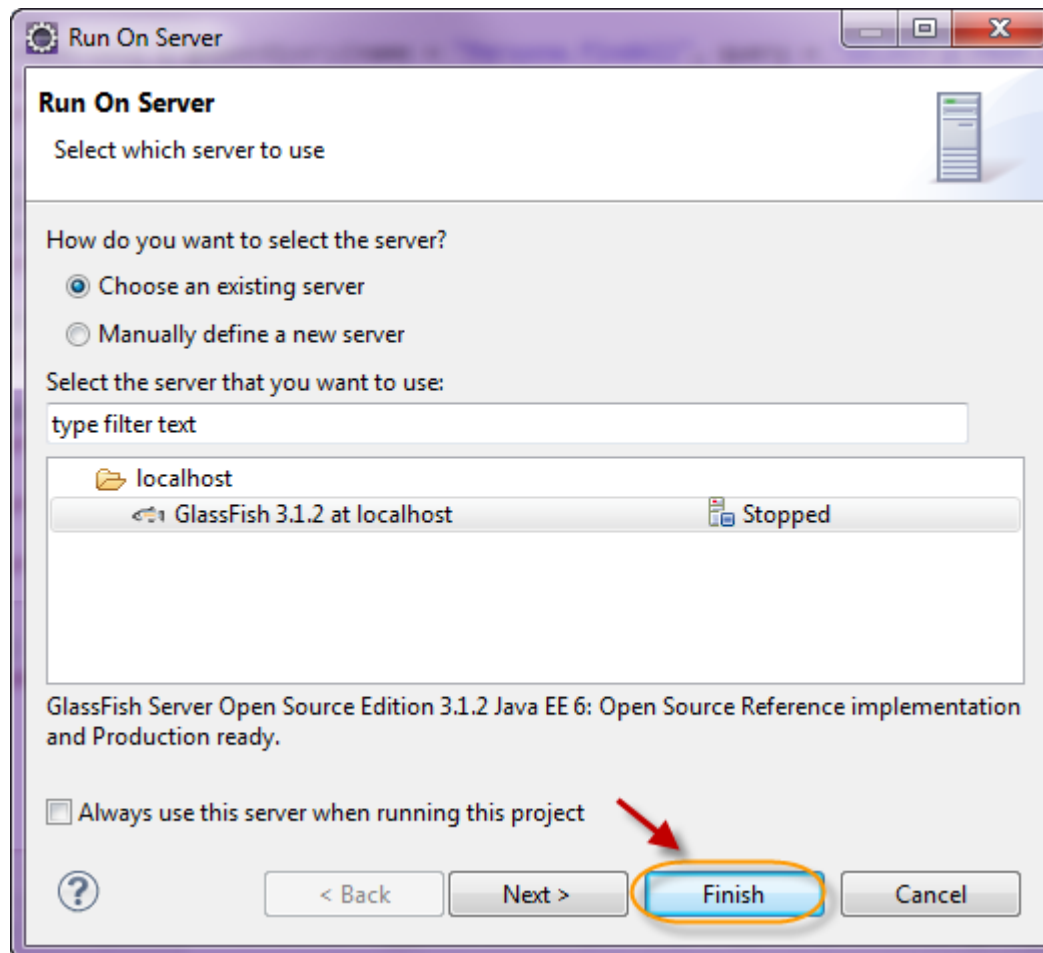 Run On Server
Run On Server
Select which server to use
How do you want to select the server?
Choose an existing server
Manually define a new server
Select the server that you want to use:
type filter text
localhost
GlassFish 3.1.2 at localhost Stopped
GlassFish Server Open Source Edition 3.1.2 Java EE 6: Open Source Reference implementation
and Production ready.
Always use this server when running this project
? < Back Next > Finish Cancel